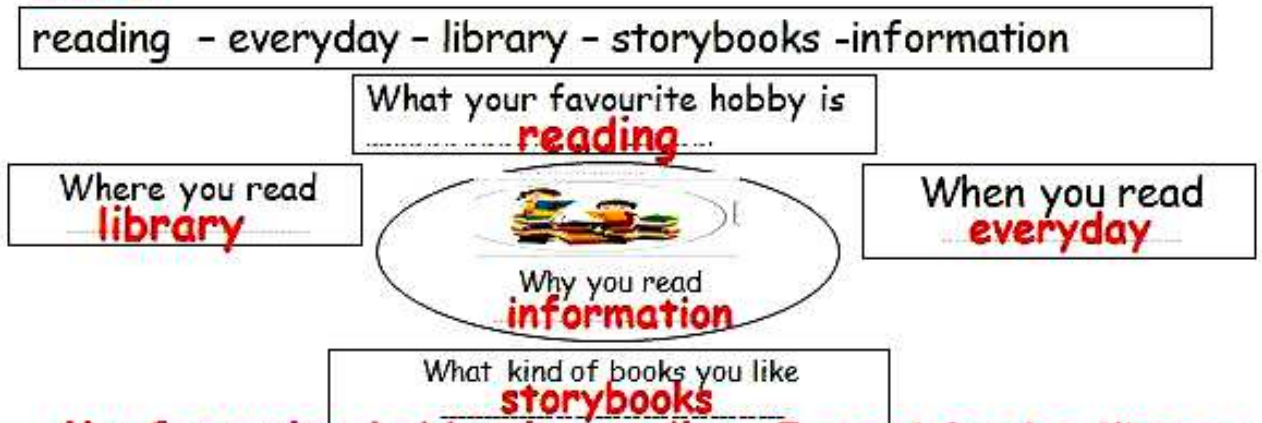 reading - everyday - library - storybooks -information
What your favourite hobby is
reading
Where you read
library
When you read
everyday
Why you read
information
What kind of books you like
storybooks